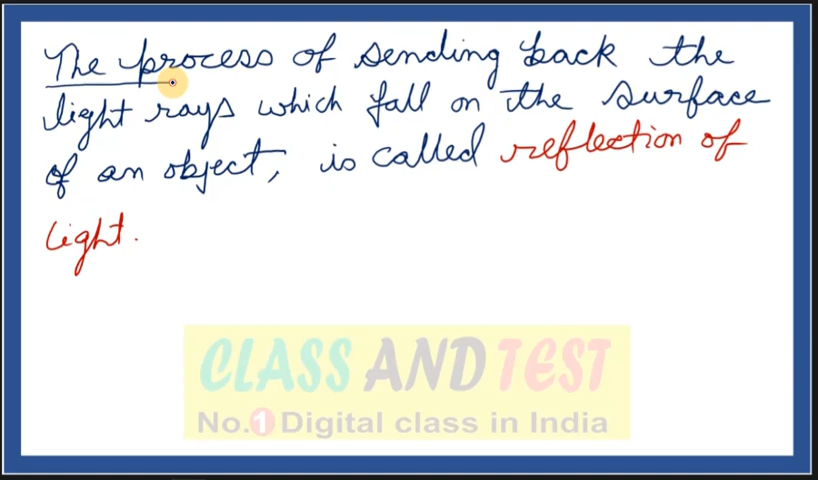 The process of sending back the
light rays which fall on the surface
of an object, is called reflection of
light.
CLASS AND TEST
No.1 Digital class in India